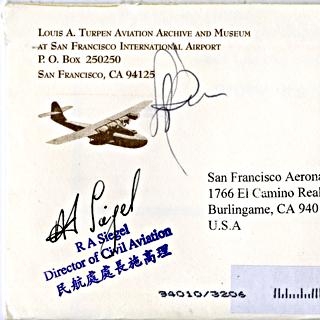 Louis A. Turpen Aviation Archive and Museum
at San Francisco International Airport
P. O. Box 250250
San Francisco, CA 94125
San Francisco Aerona
1766 El Camino Real
Burlingame, CA 940
U.S.A
R A Siegel
Director of Civil Aviation
民航處處長施高理
94010/3206